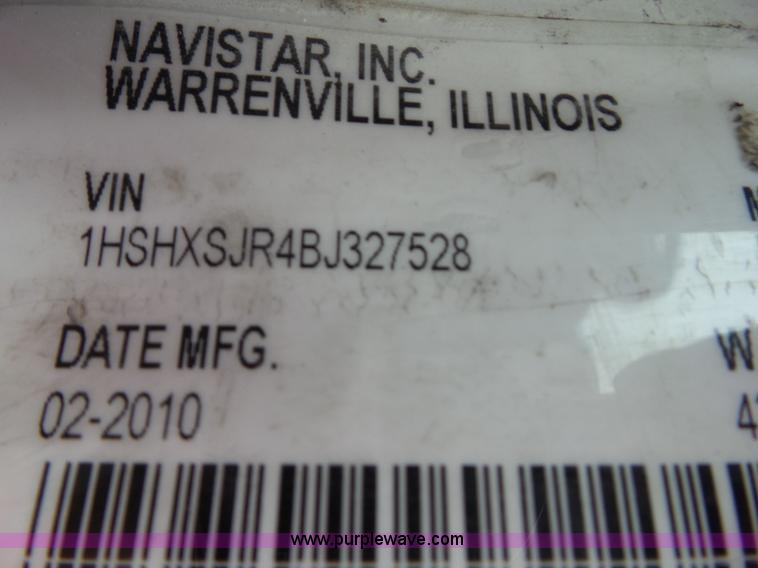 NAVISTAR, INC.
WARRENVILLE, ILLINOIS
VIN
1HSHXSJR4BJ327528
DATE MFG.
02-2010
www.purplewave.com